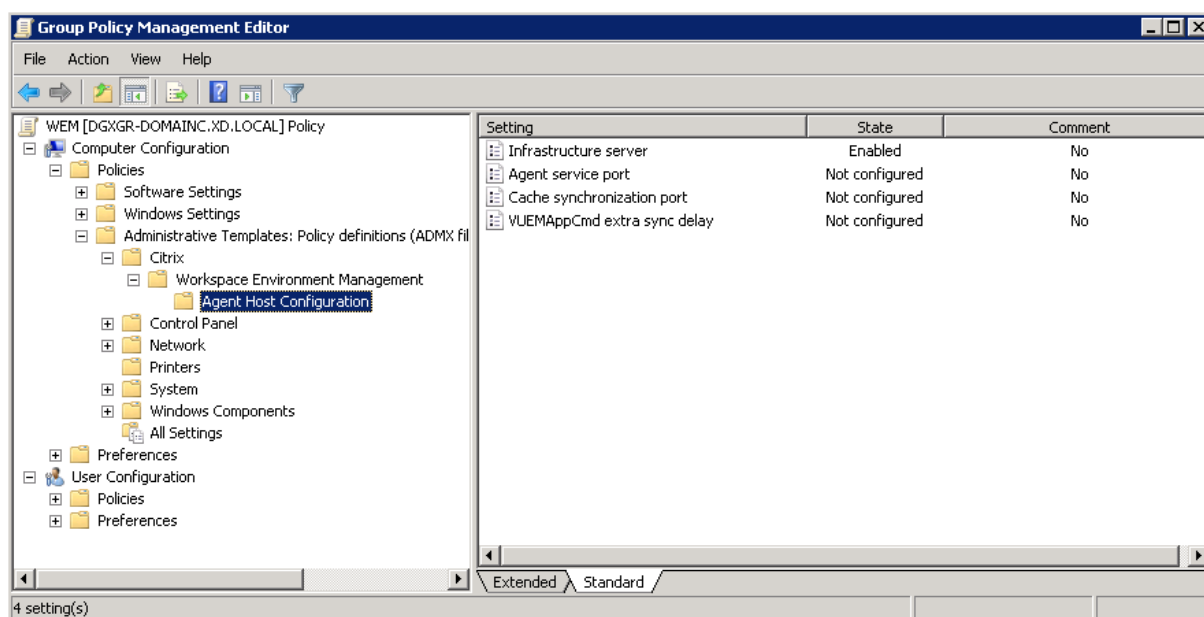 Group Policy Management Editor
File Action View Help
WEM [DGXGR-DOMAINC.XD.LOCAL] Policy
Computer Configuration
Policies
Software Settings
Windows Settings
Administrative Templates: Policy definitions (ADMX fil
Citrix
Workspace Environment Management
Agent Host Configuration
Control Panel
Network
Printers
System
Windows Components
All Settings
Preferences
User Configuration
Policies
Preferences
Setting State Comment
Infrastructure server Enabled No
Agent service port Not configured No
Cache synchronization port Not configured No
VUEMAppCmd extra sync delay Not configured No
Extended Standard
4 setting(s)